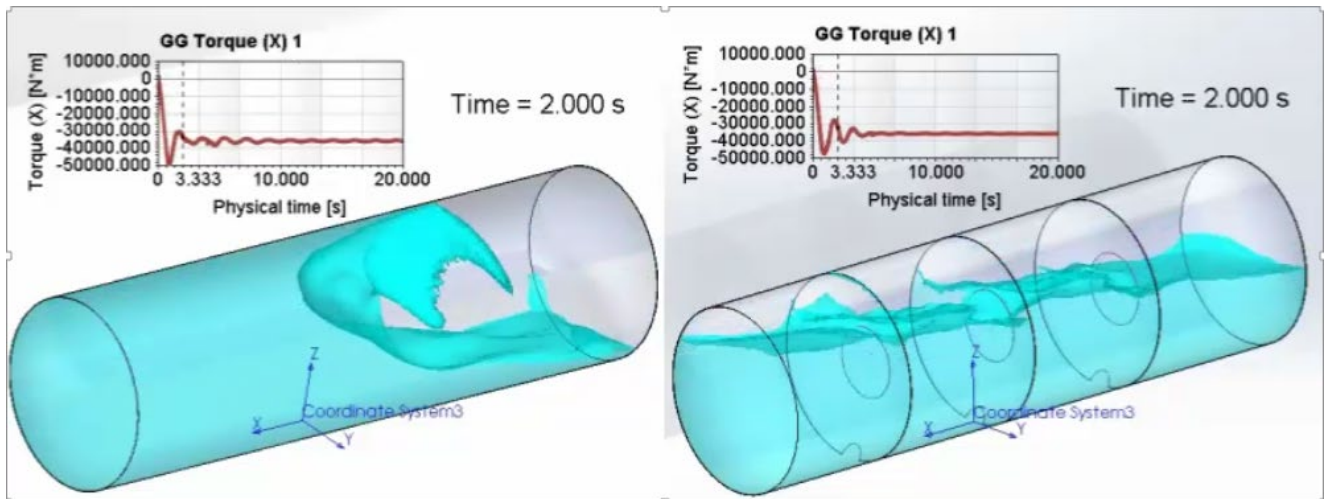 GG Torque (X) 1
Torque (X) [N*m]
10000.000
0
-10000.000
-20000.000
-30000.000
-40000.000
-50000.000
0 3.333 10.000 20.000
Physical time [s]
Time = 2.000 s
Z
X
Y
Coordinate System3
GG Torque (X) 1
Torque (X) [N*m]
10000.000
0
-10000.000
-20000.000
-30000.000
-40000.000
-50000.000
0 3.333 10.000 20.000
Physical time [s]
Time = 2.000 s
Z
X
Y
Coordinate System3